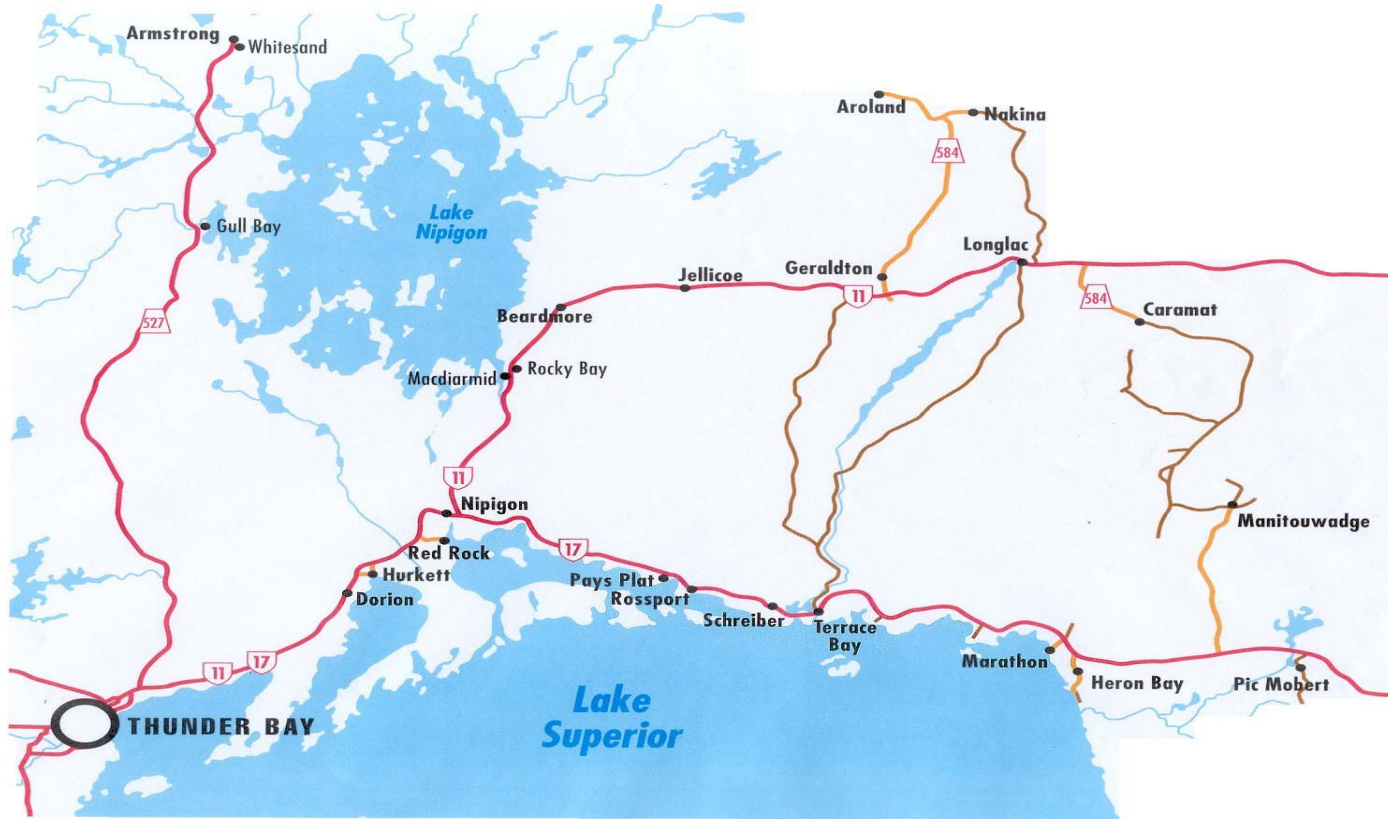 Armstrong
Whitesand
Aroland
Nakina
584
Lake
Nipigon
Gull Bay
Longlac
Geraldton
Jellicoe
11
584
Beardmore
Caramat
527
Rocky Bay
Macdiarmid
11
Nipigon
Manitouwadge
17
Red Rock
Hurkett
Pays Plat
Rossport
Dorion
Schreiber
Terrace
Bay
Marathon
Heron Bay
Pic Mobert
11
17
Lake
Superior
THUNDER BAY